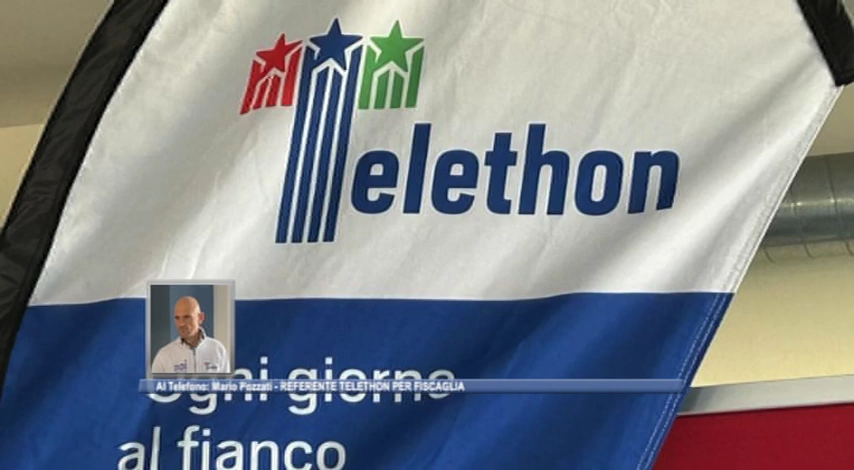 Telethon
Al Telefono: Mario Pozzati - REFERENTE TELETHON PER FISCAGLIA
Ogni giorno
al fianco